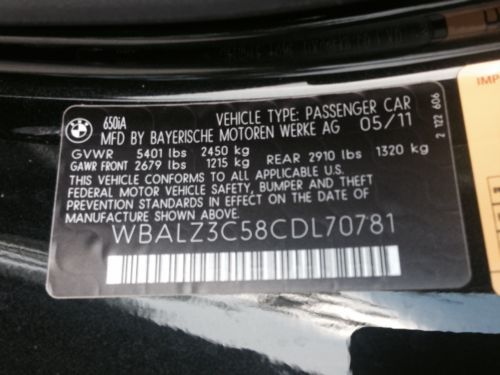 BMW
650iA
VEHICLE TYPE: PASSENGER CAR
MFD BY BAYERISCHE MOTOREN WERKE AG 05/11
GVWR 5401 lbs 2450 kg
GAWR FRONT 2679 lbs 1215 kg REAR 2910 lbs 1320 kg
THIS VEHICLE CONFORMS TO ALL APPLICABLE
FEDERAL MOTOR VEHICLE SAFETY, BUMPER AND THEFT
PREVENTION STANDARDS IN EFFECT ON THE DATE OF
MANUFACTURE SHOWN ABOVE.
WBALZ3C58CDL70781
2 122 606
IMP